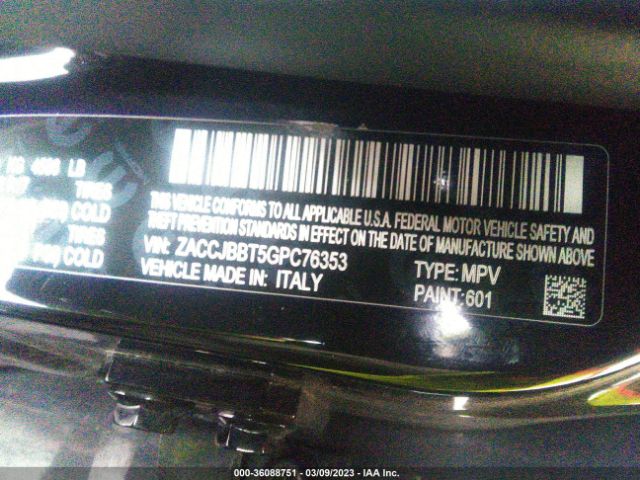 LB
TIRES
COLD
TIRES
COLD
THIS VEHICLE CONFORMS TO ALL APPLICABLE U.S.A. FEDERAL MOTOR VEHICLE SAFETY AND
THEFT PREVENTION STANDARDS IN EFFECT ON THE DATE OF MANUFACTURE SHOWN ABOVE
VIN: ZACCJBBT5GPC76353 TYPE: MPV
VEHICLE MADE IN: ITALY PAINT: 601
000-36088751 — 03/09/2023 — IAA Inc.